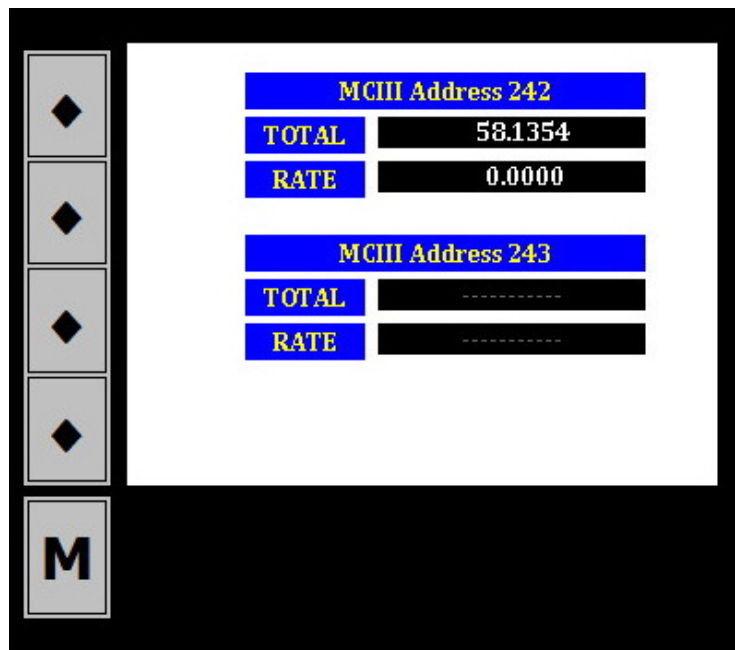 MCIII Address 242
TOTAL 58.1354
RATE 0.0000
MCIII Address 243
TOTAL -----------
RATE -----------
M